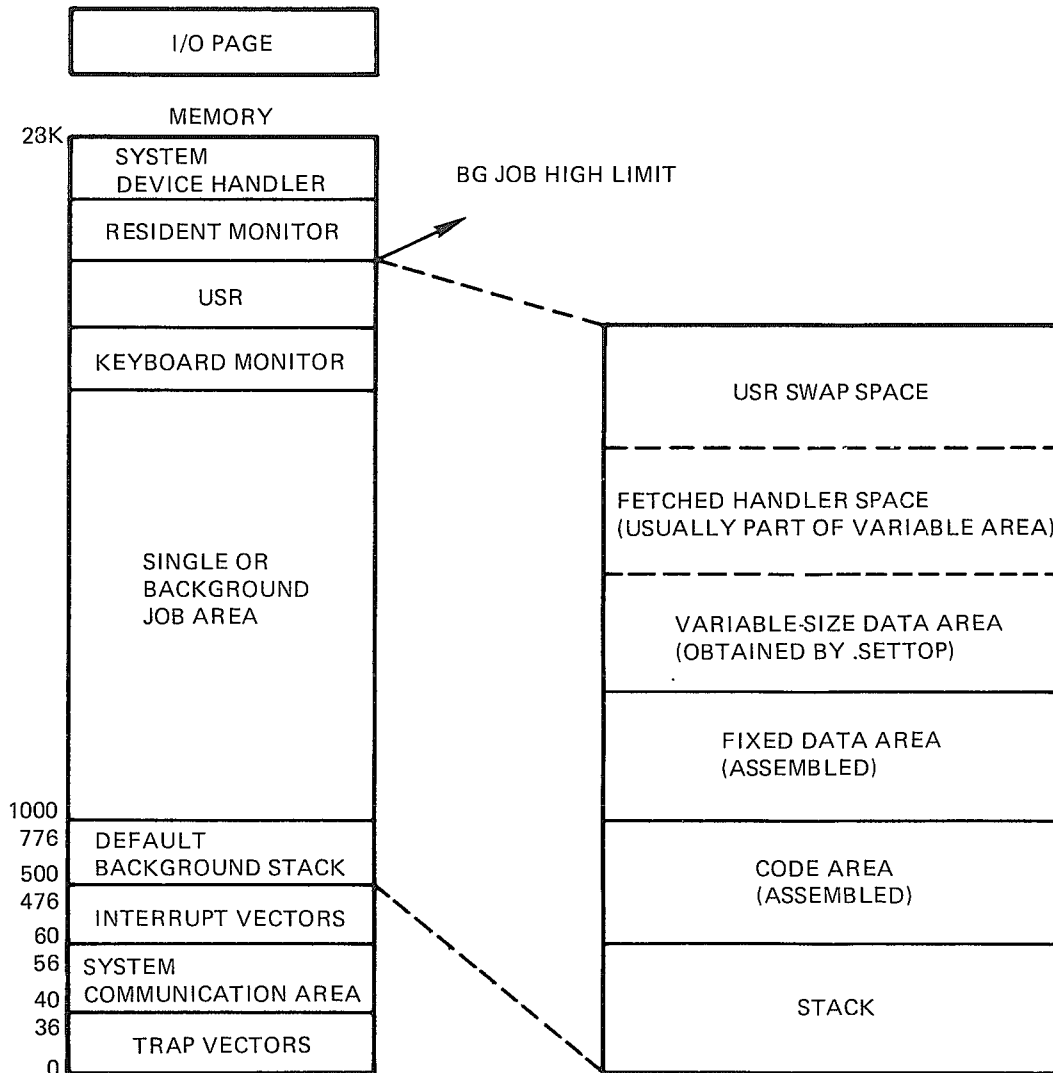 I/O PAGE
MEMORY
23K
SYSTEM
DEVICE HANDLER
BG JOB HIGH LIMIT
RESIDENT MONITOR
USR
KEYBOARD MONITOR
SINGLE OR
BACKGROUND
JOB AREA
1000
776
DEFAULT
BACKGROUND STACK
500
476
INTERRUPT VECTORS
60
56
SYSTEM
COMMUNICATION AREA
40
36
TRAP VECTORS
0
USR SWAP SPACE
FETCHED HANDLER SPACE
(USUALLY PART OF VARIABLE AREA)
VARIABLE-SIZE DATA AREA
(OBTAINED BY .SETTOP)
FIXED DATA AREA
(ASSEMBLED)
CODE AREA
(ASSEMBLED)
STACK